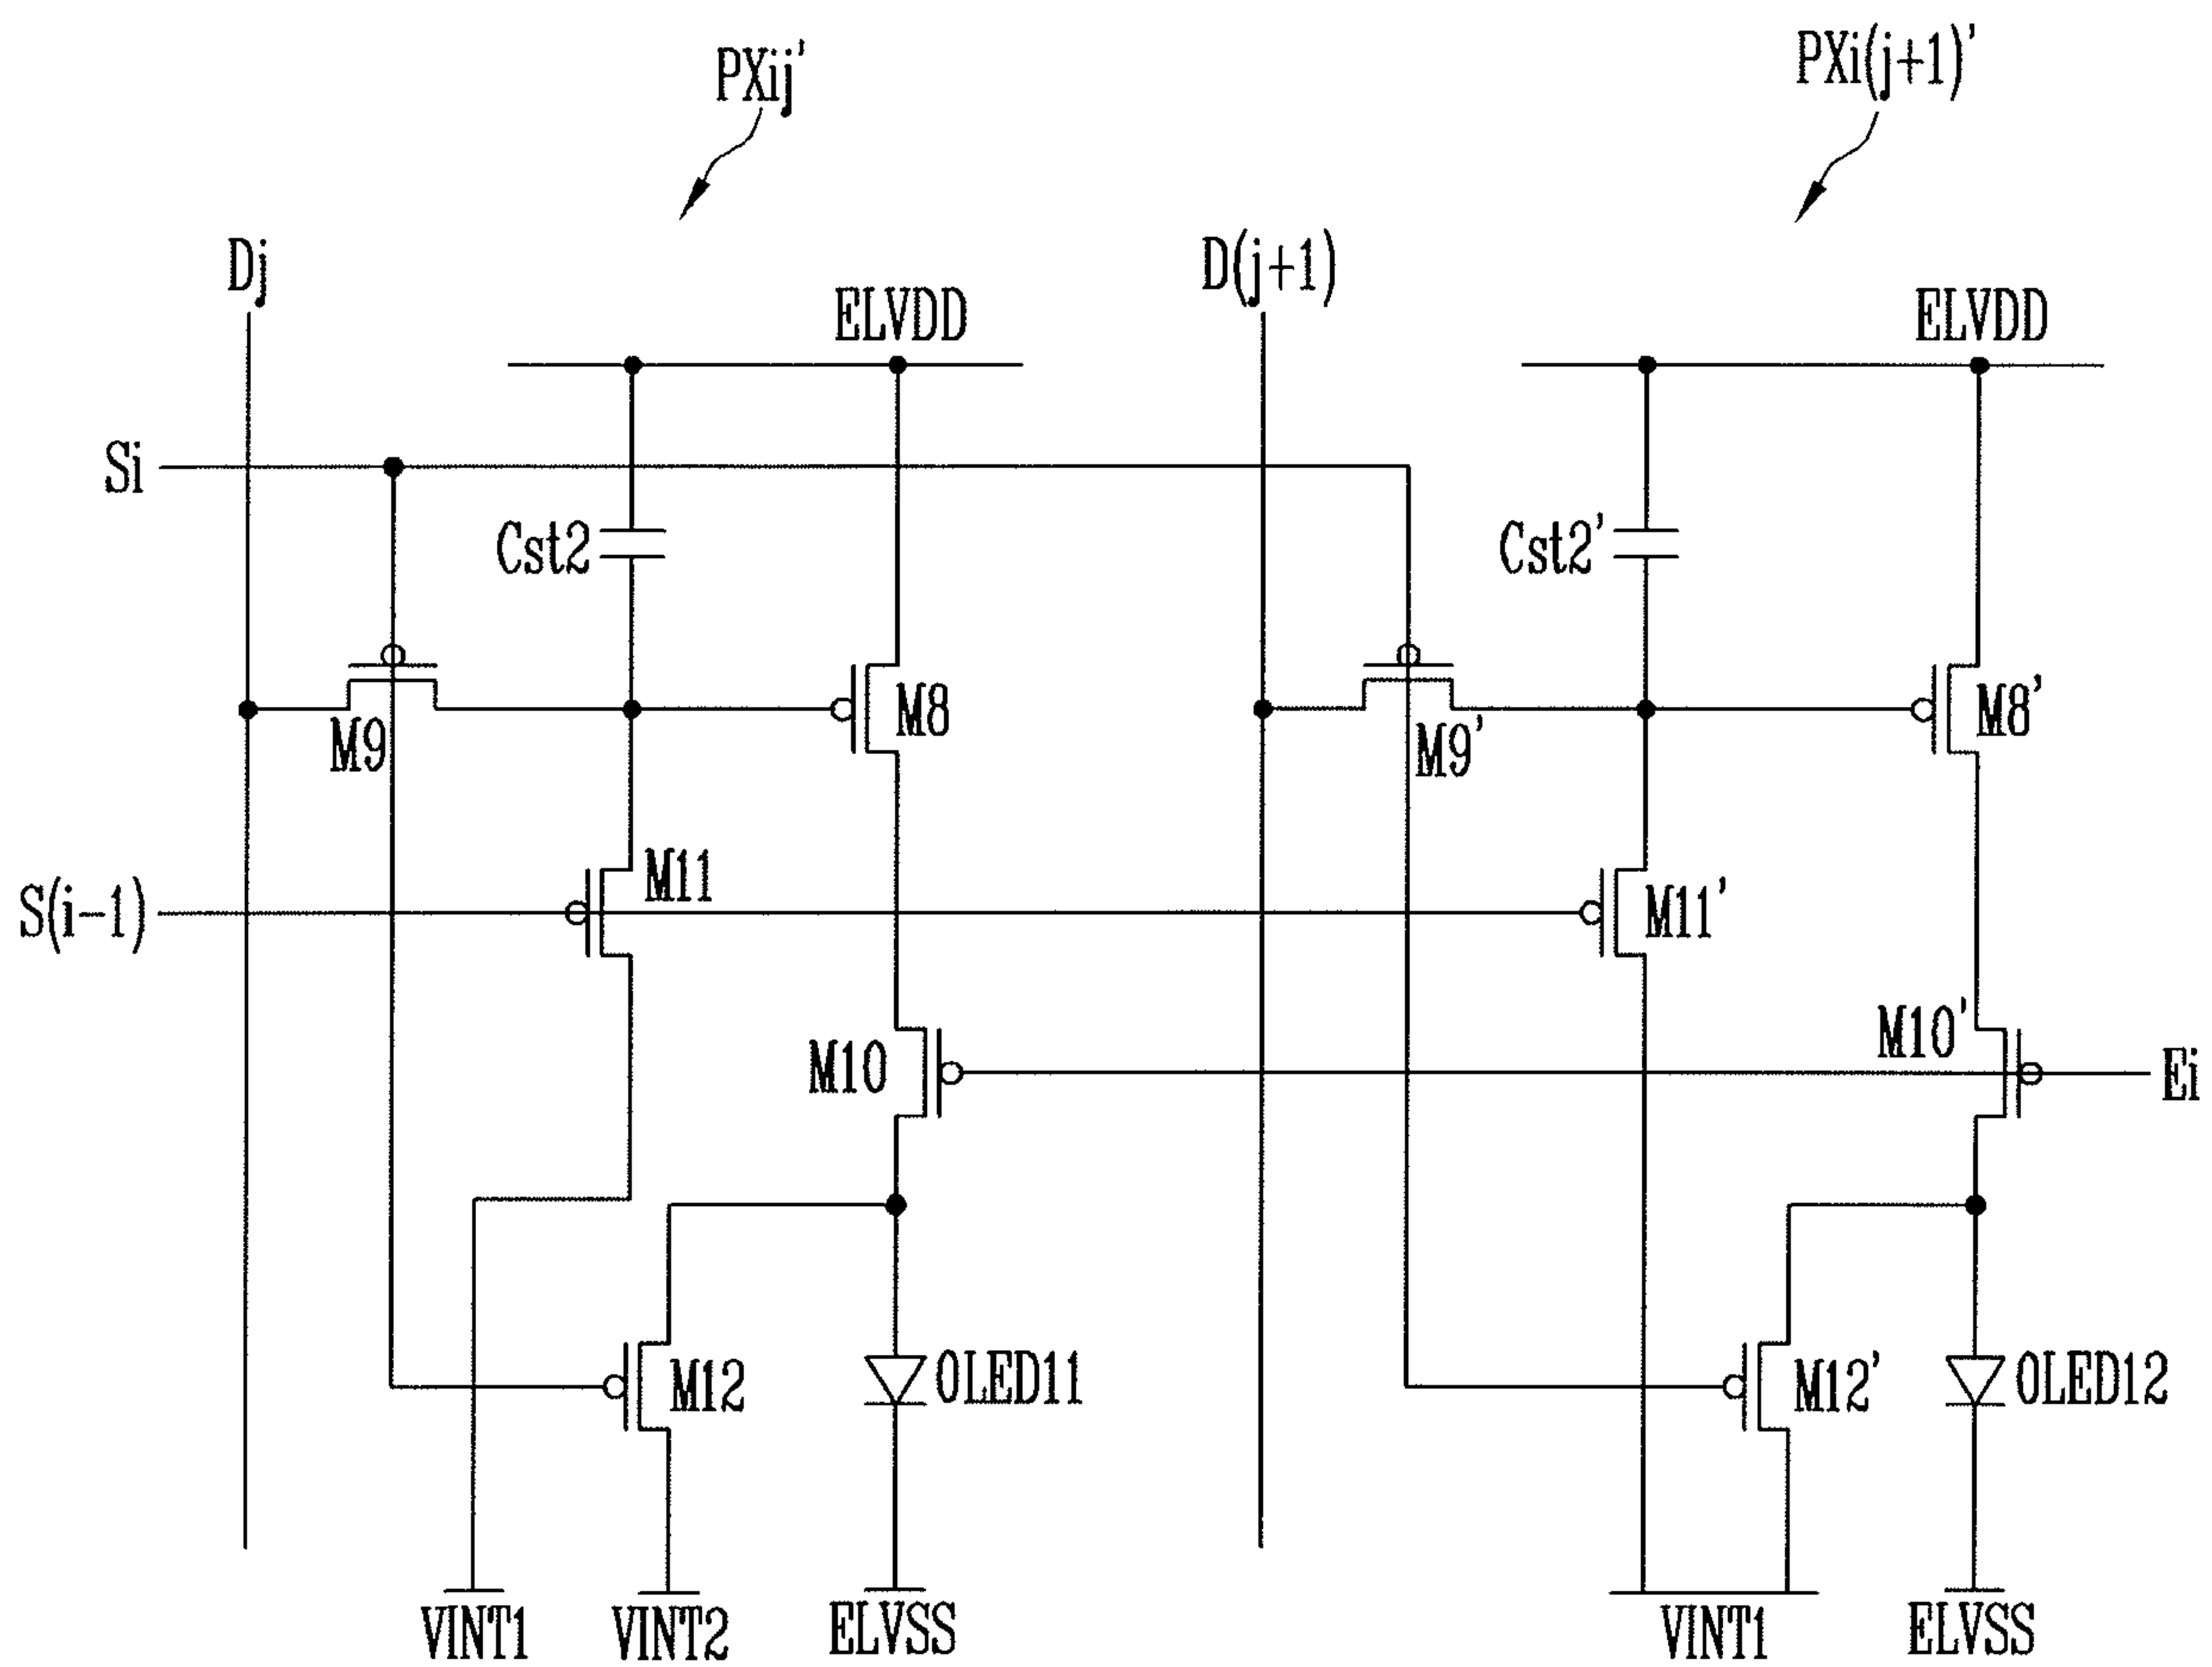 PXij' PXi(j+1)'
Dj D(j+1)
ELVDD ELVDD
Si
Cst2 Cst2'
M9 M8 M9' M8'
S(i-1) M11 M11'
M10 M10' Ei
M12 OLED11 M12' OLED12
VINT1 VINT2 ELVSS VINT1 ELVSS